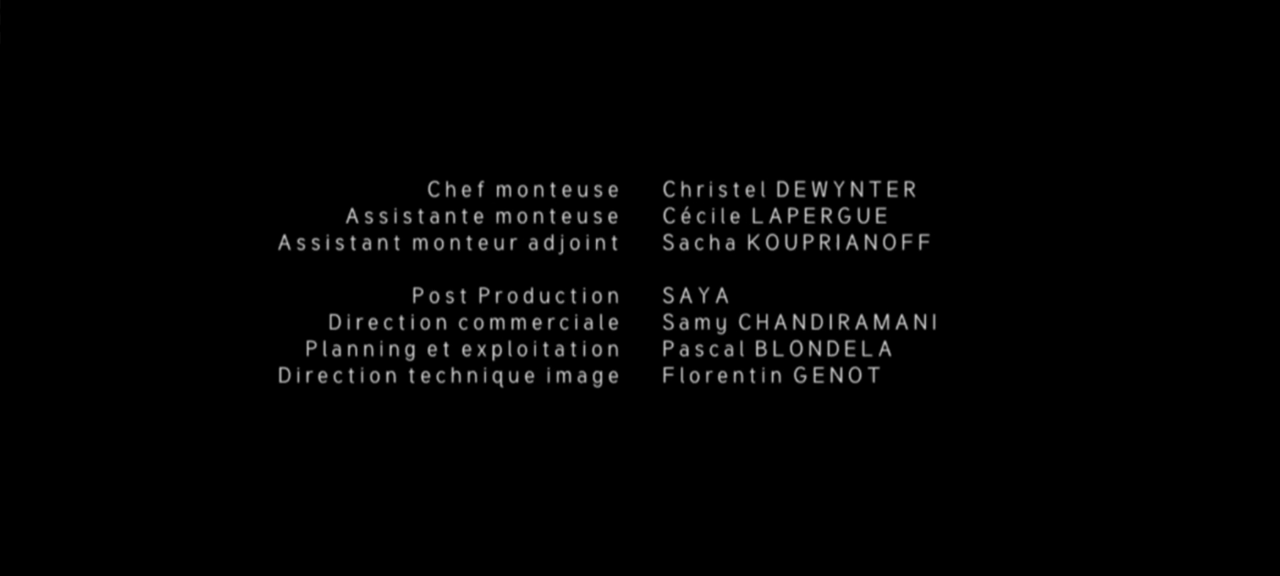 Chef monteuse Christel DEWYNTER
Assistante monteuse Cécile LAPERGUE
Assistant monteur adjoint Sacha KOUPRIANOFF
Post Production SAYA
Direction commerciale Samy CHANDIRAMANI
Planning et exploitation Pascal BLONDELA
Direction technique image Florentin GENOT